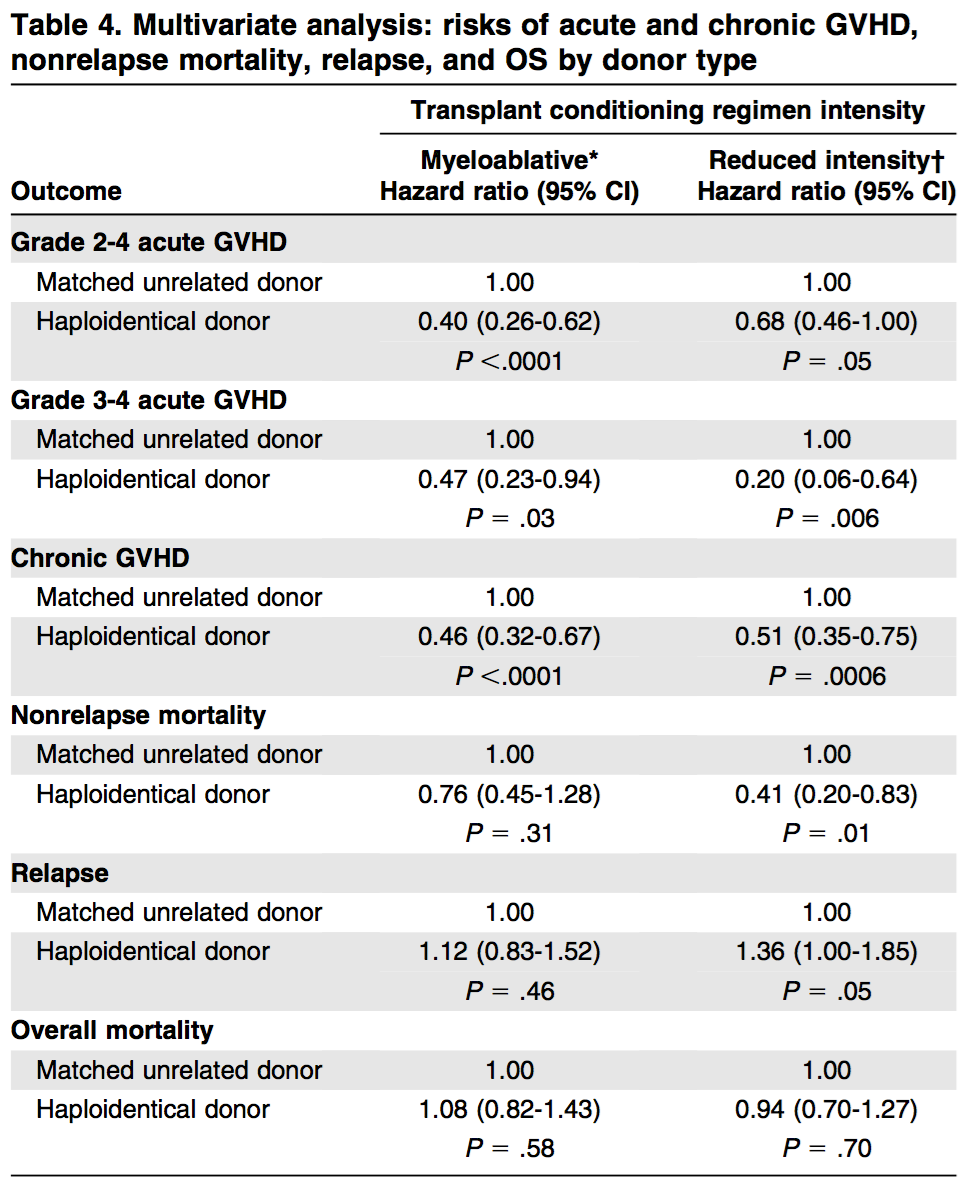 Table 4. Multivariate analysis: risks of acute and chronic GVHD,
nonrelapse mortality, relapse, and OS by donor type
Transplant conditioning regimen intensity
Myeloablative* Reduced intensity†
Outcome Hazard ratio (95% CI) Hazard ratio (95% CI)
Grade 2-4 acute GVHD
Matched unrelated donor 1.00 1.00
Haploidentical donor 0.40 (0.26-0.62) 0.68 (0.46-1.00)
P <.0001 P = .05
Grade 3-4 acute GVHD
Matched unrelated donor 1.00 1.00
Haploidentical donor 0.47 (0.23-0.94) 0.20 (0.06-0.64)
P = .03 P = .006
Chronic GVHD
Matched unrelated donor 1.00 1.00
Haploidentical donor 0.46 (0.32-0.67) 0.51 (0.35-0.75)
P <.0001 P = .0006
Nonrelapse mortality
Matched unrelated donor 1.00 1.00
Haploidentical donor 0.76 (0.45-1.28) 0.41 (0.20-0.83)
P = .31 P = .01
Relapse
Matched unrelated donor 1.00 1.00
Haploidentical donor 1.12 (0.83-1.52) 1.36 (1.00-1.85)
P = .46 P = .05
Overall mortality
Matched unrelated donor 1.00 1.00
Haploidentical donor 1.08 (0.82-1.43) 0.94 (0.70-1.27)
P = .58 P = .70